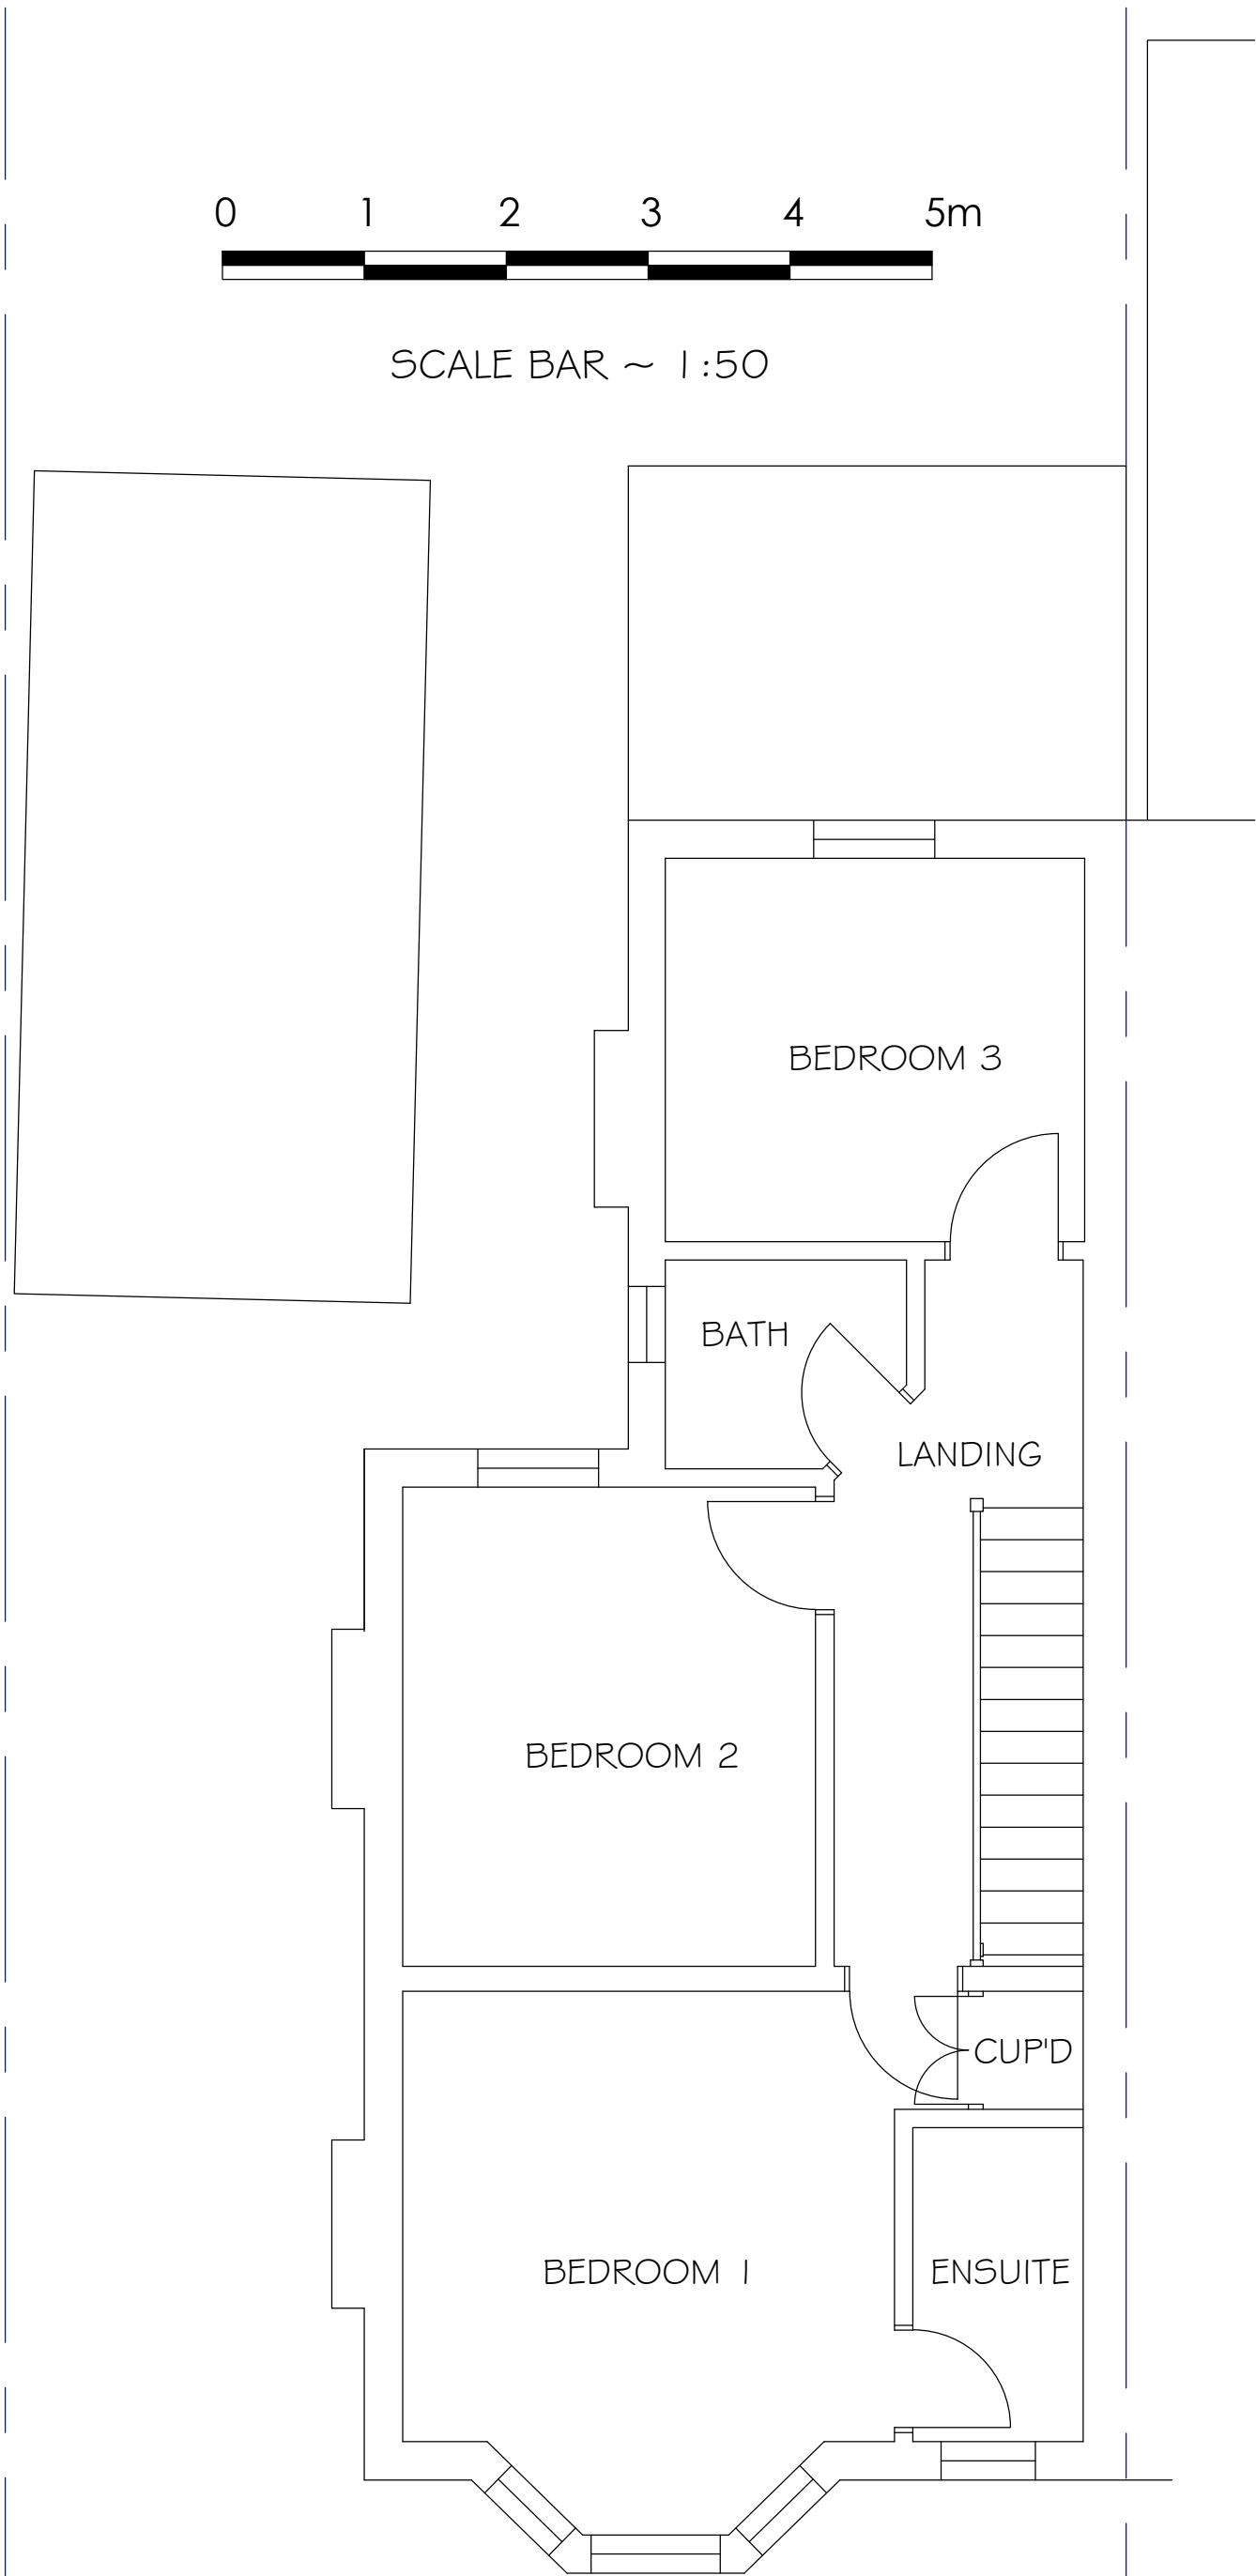 0 1 2 3 4 5m
SCALE BAR ~ 1:50
BEDROOM 3
BATH
LANDING
BEDROOM 2
CUP'D
BEDROOM 1
ENSUITE